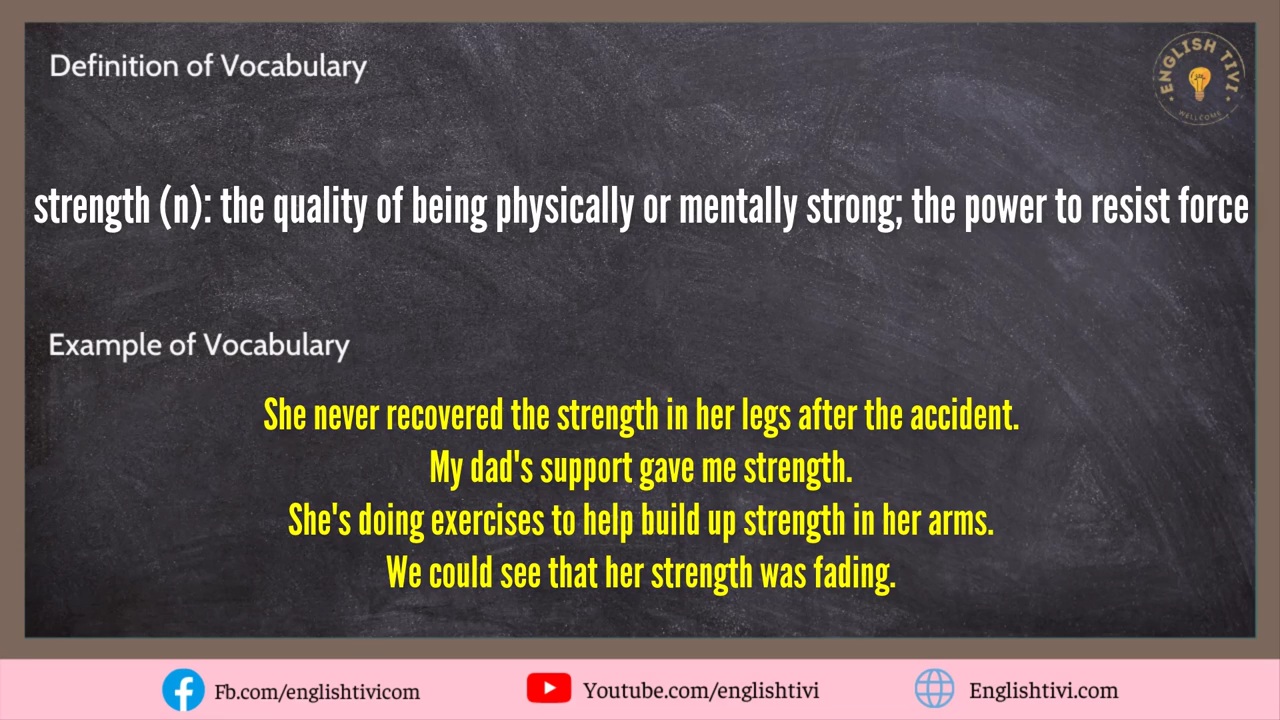 Definition of Vocabulary
ENGLISH TIVI
WELLCOME
strength (n): the quality of being physically or mentally strong; the power to resist force
Example of Vocabulary
She never recovered the strength in her legs after the accident.
My dad's support gave me strength.
She's doing exercises to help build up strength in her arms.
We could see that her strength was fading.
Fb.com/englishtivicom
Youtube.com/englishtivi
Englishtivi.com